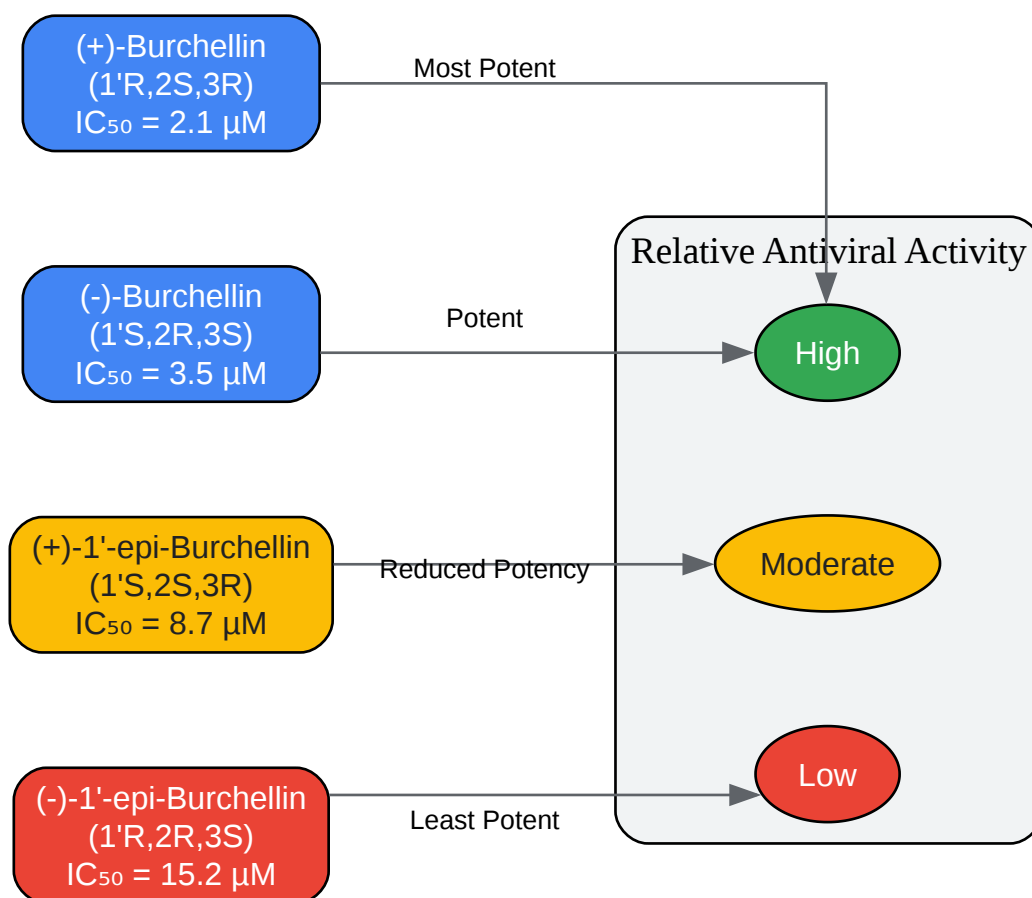 (+)-Burchellin
(1'R,2S,3R)
IC₅₀ = 2.1 µM
Most Potent
Relative Antiviral Activity
(-)-Burchellin
(1'S,2R,3S)
IC₅₀ = 3.5 µM
Potent
High
(+)-1'-epi-Burchellin
(1'S,2S,3R)
IC₅₀ = 8.7 µM
Reduced Potency
Moderate
(-)-1'-epi-Burchellin
(1'R,2R,3S)
IC₅₀ = 15.2 µM
Least Potent
Low